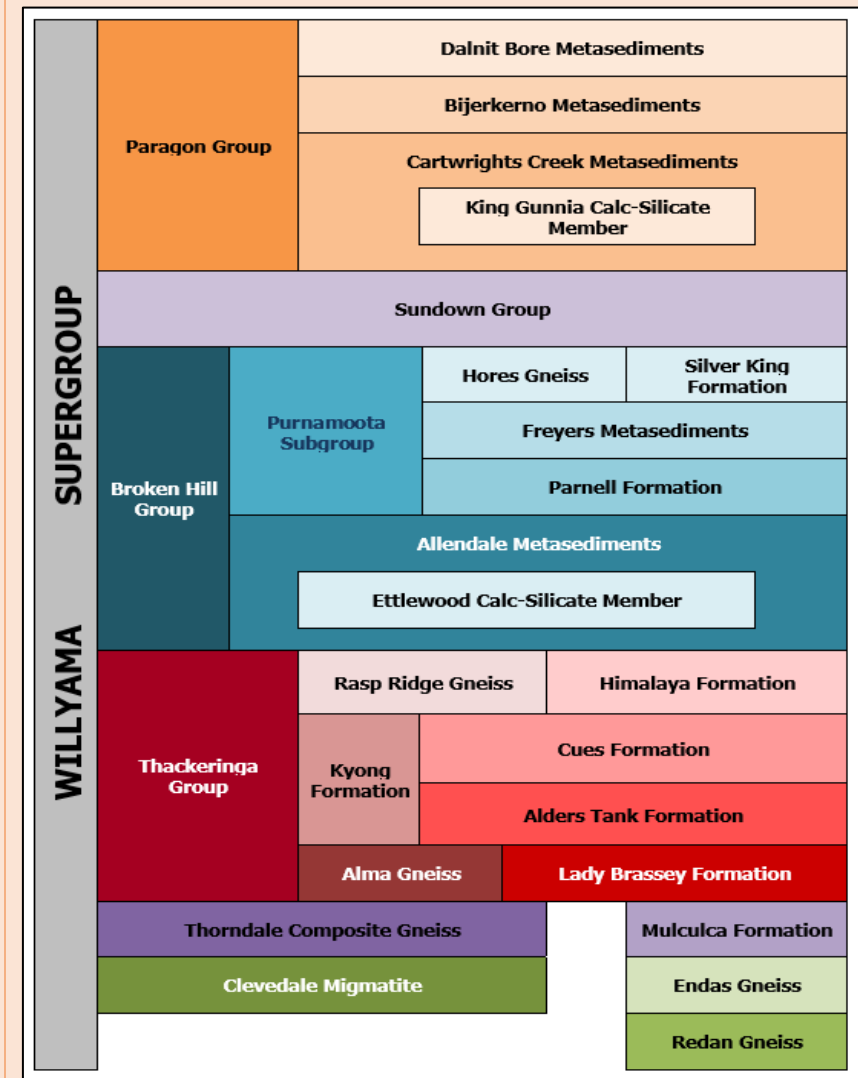 WILLYAMA SUPERGROUP
Paragon Group
Dalnit Bore Metasediments
Bijerkerno Metasediments
Cartwrights Creek Metasediments
King Gunnia Calc-Silicate
Member
Sundown Group
Broken Hill
Group
Purnamoota
Subgroup
Hores Gneiss
Silver King
Formation
Freyers Metasediments
Parnell Formation
Allendale Metasediments
Ettlewood Calc-Silicate Member
Thackeringa
Group
Rasp Ridge Gneiss
Himalaya Formation
Kyong
Formation
Cues Formation
Alders Tank Formation
Alma Gneiss
Lady Brassey Formation
Thorndale Composite Gneiss
Mulculca Formation
Clevedale Migmatite
Endas Gneiss
Redan Gneiss